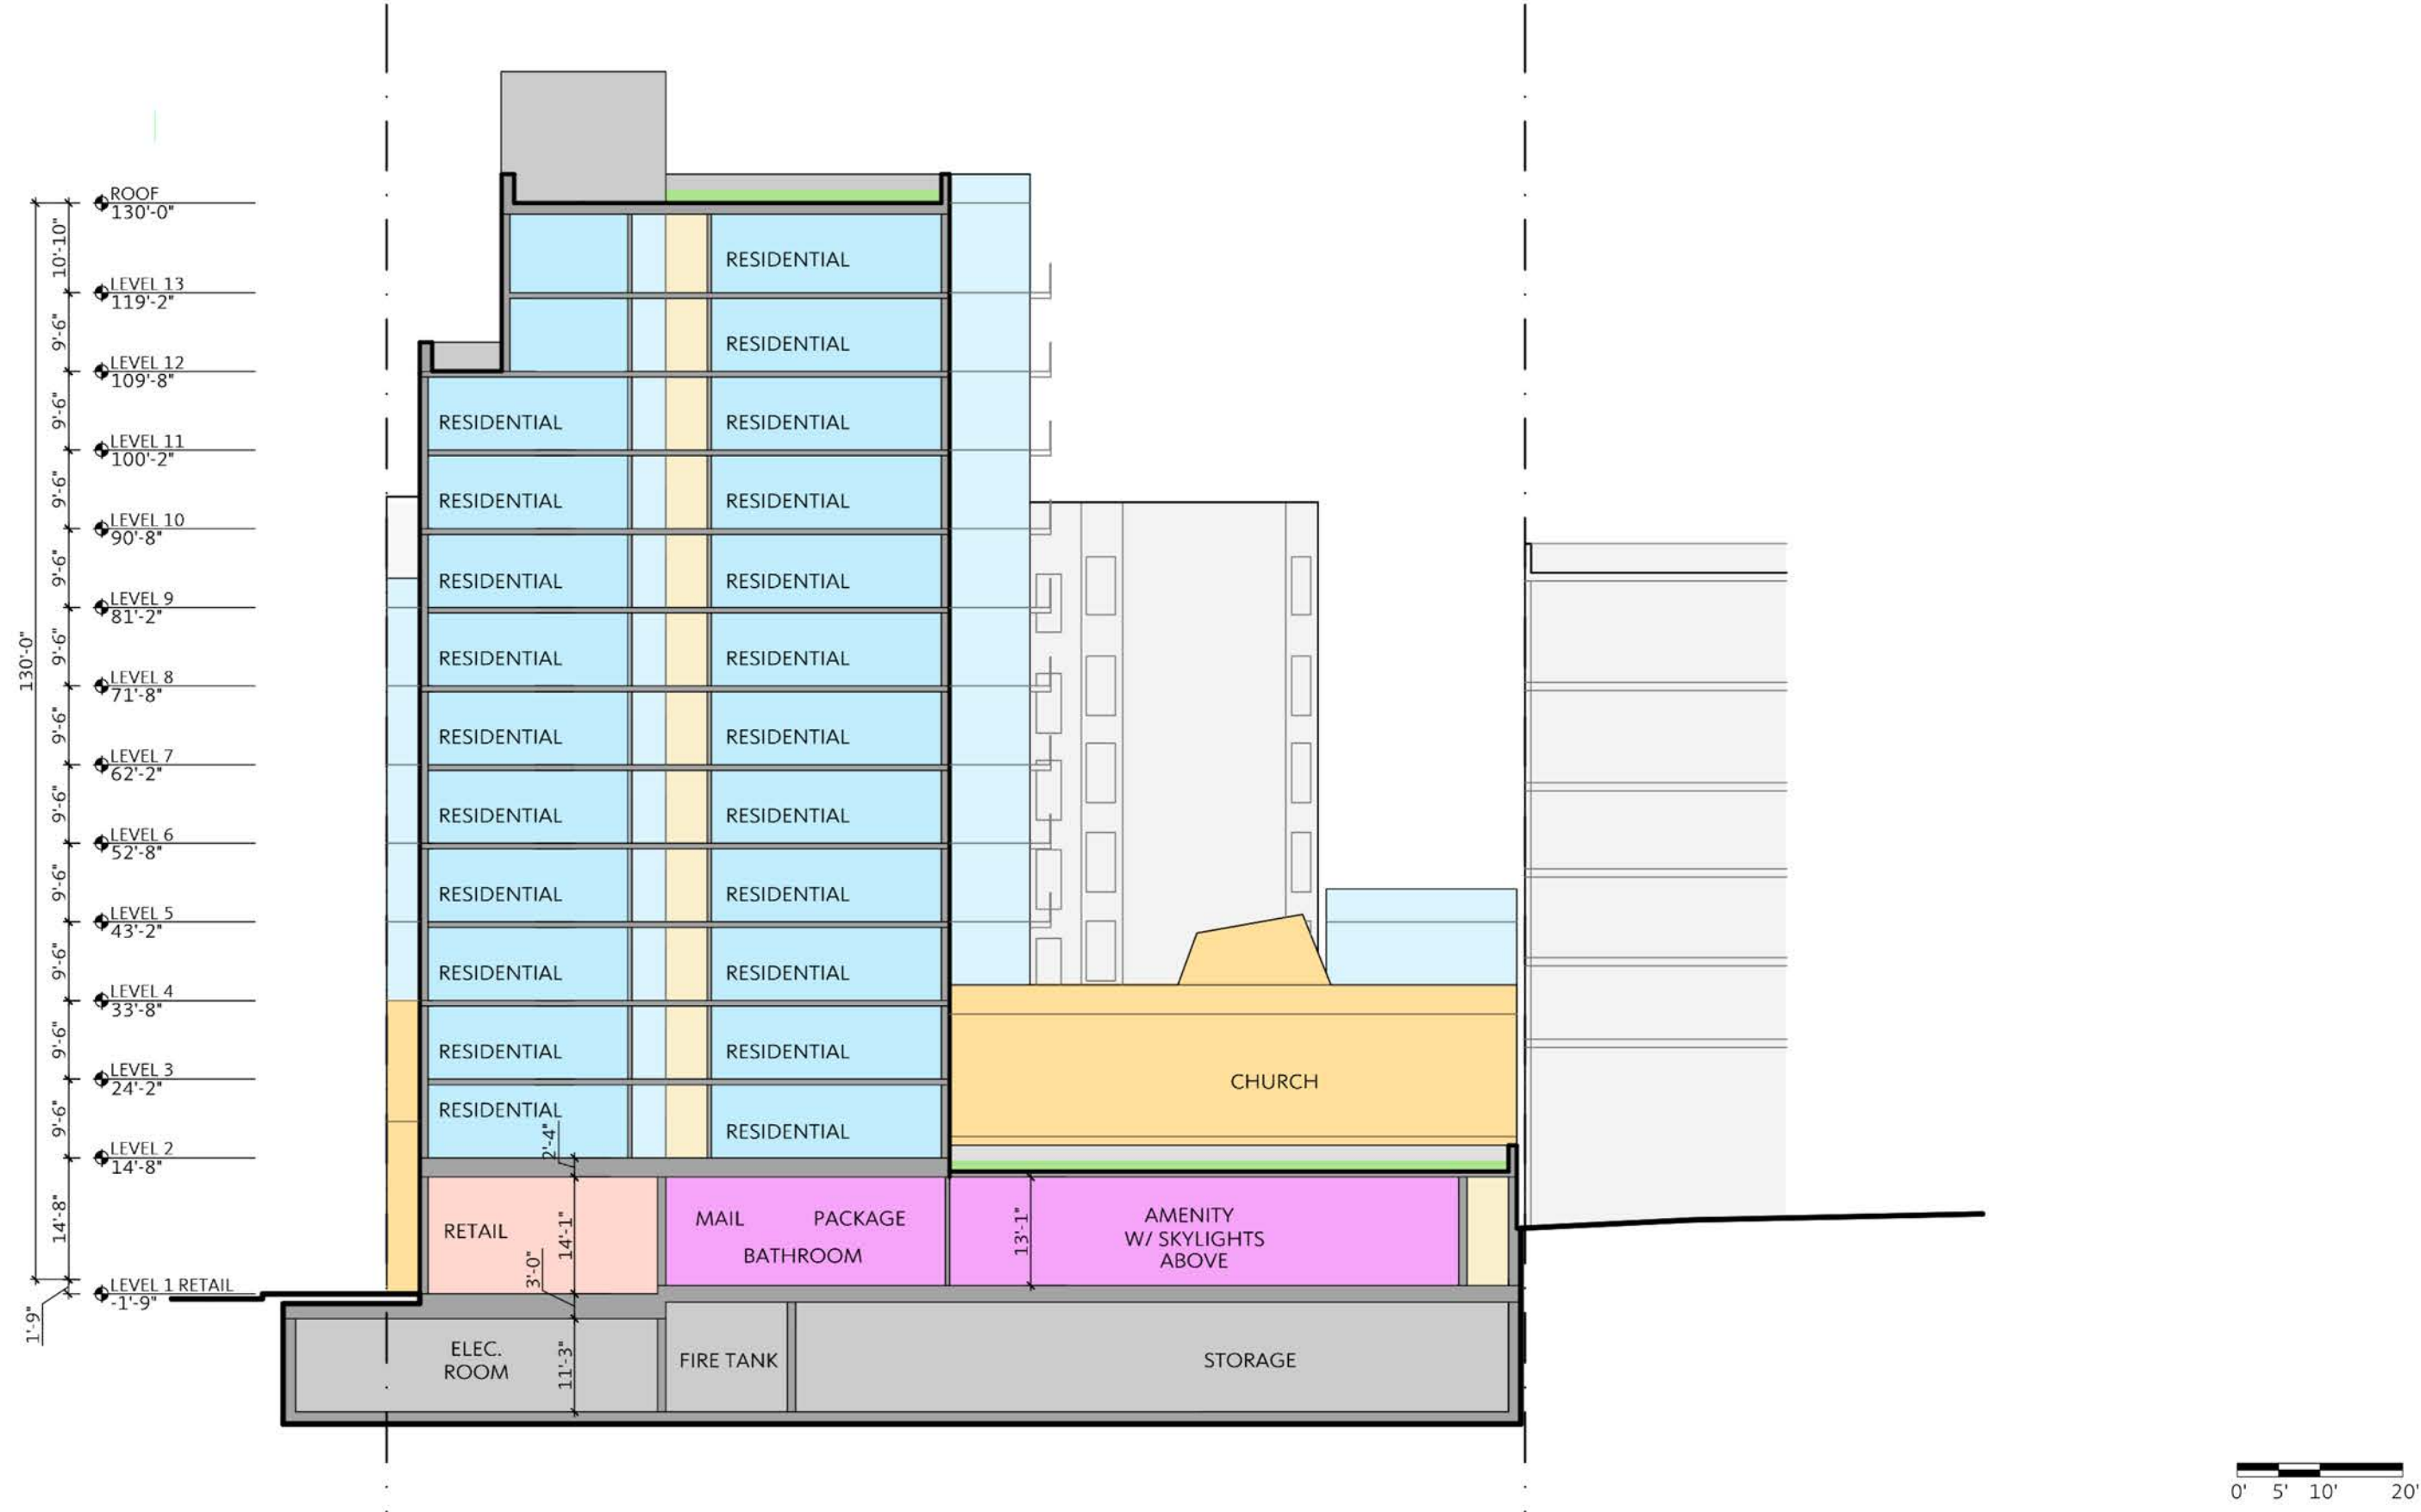 ROOF
130'-0"
10'-10"
RESIDENTIAL
LEVEL 13
119'-2"
9'-6"
RESIDENTIAL
LEVEL 12
109'-8"
9'-6"
RESIDENTIAL RESIDENTIAL
LEVEL 11
100'-2"
9'-6"
RESIDENTIAL RESIDENTIAL
LEVEL 10
90'-8"
9'-6"
RESIDENTIAL RESIDENTIAL
LEVEL 9
81'-2"
130'-0"
9'-6"
RESIDENTIAL RESIDENTIAL
LEVEL 8
71'-8"
9'-6"
RESIDENTIAL RESIDENTIAL
LEVEL 7
62'-2"
9'-6"
RESIDENTIAL RESIDENTIAL
LEVEL 6
52'-8"
9'-6"
RESIDENTIAL RESIDENTIAL
LEVEL 5
43'-2"
9'-6"
RESIDENTIAL RESIDENTIAL
LEVEL 4
33'-8"
9'-6"
RESIDENTIAL RESIDENTIAL
CHURCH
LEVEL 3
24'-2"
9'-6"
RESIDENTIAL
RESIDENTIAL
2'-4"
LEVEL 2
14'-8"
14'-8"
RETAIL
14'-1"
3'-0"
MAIL PACKAGE
BATHROOM
13'-1"
AMENITY
W/ SKYLIGHTS
ABOVE
LEVEL 1 RETAIL
-1'-9"
1'-9"
ELEC.
ROOM
11'-3"
FIRE TANK
STORAGE
0' 5' 10' 20'